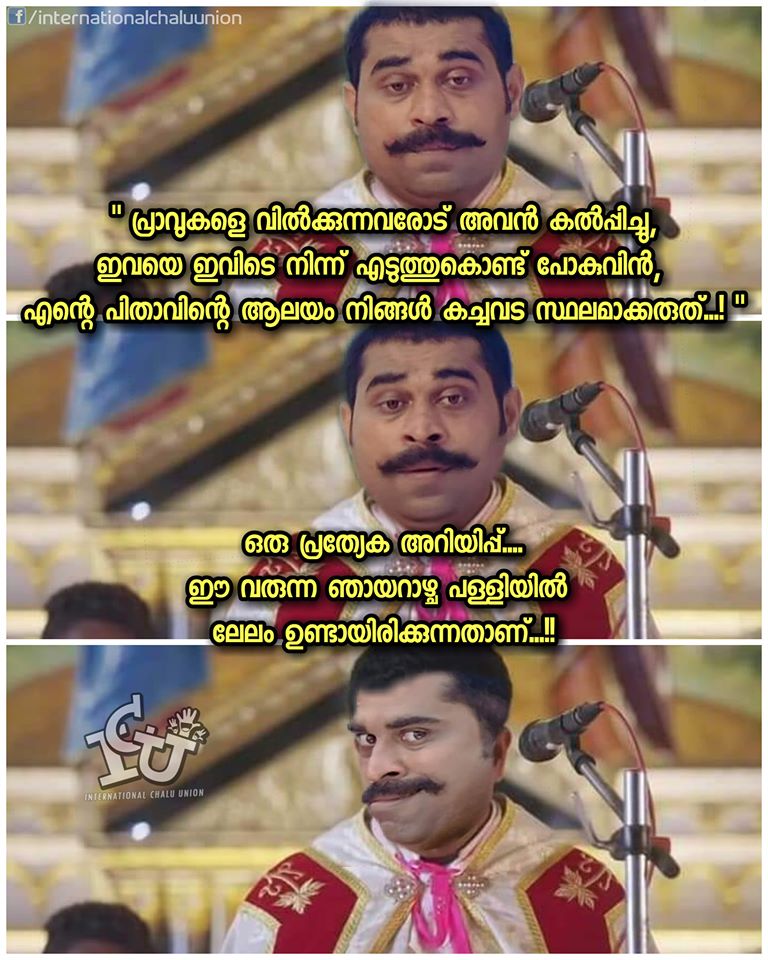 f/internationalchaluunion
" പ്രാവുകളെ വിൽക്കുന്നവരോട് അവൻ കൽപ്പിച്ചു,
ഇവയെ ഇവിടെ നിന്ന് എടുത്തുകൊണ്ട് പോകുവിൻ,
എന്റെ പിതാവിന്റെ ആലയം നിങ്ങൾ കച്ചവട സ്ഥലമാക്കരുത്...! "
ഒരു പ്രത്യേക അറിയിപ്പ്....
ഈ വരുന്ന ഞായറാഴ്ച പള്ളിയിൽ
ലേലം ഉണ്ടായിരിക്കുന്നതാണ്...!!
ICU
INTERNATIONAL CHALU UNION